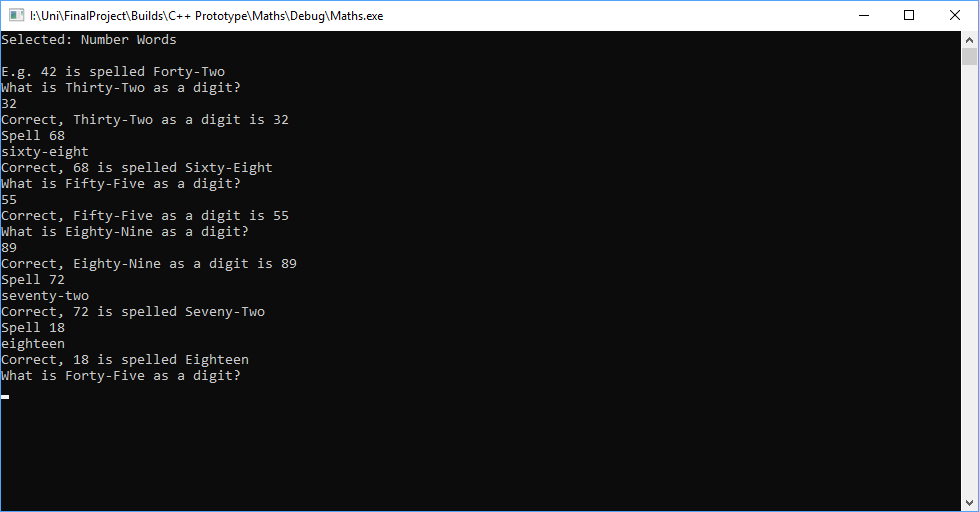 I:\Uni\FinalProject\Builds\C++ Prototype\Maths\Debug\Maths.exe
Selected: Number Words
E.g. 42 is spelled Forty-Two
What is Thirty-Two as a digit?
32
Correct, Thirty-Two as a digit is 32
Spell 68
sixty-eight
Correct, 68 is spelled Sixty-Eight
What is Fifty-Five as a digit?
55
Correct, Fifty-Five as a digit is 55
What is Eighty-Nine as a digit?
89
Correct, Eighty-Nine as a digit is 89
Spell 72
seventy-two
Correct, 72 is spelled Seveny-Two
Spell 18
eighteen
Correct, 18 is spelled Eighteen
What is Forty-Five as a digit?